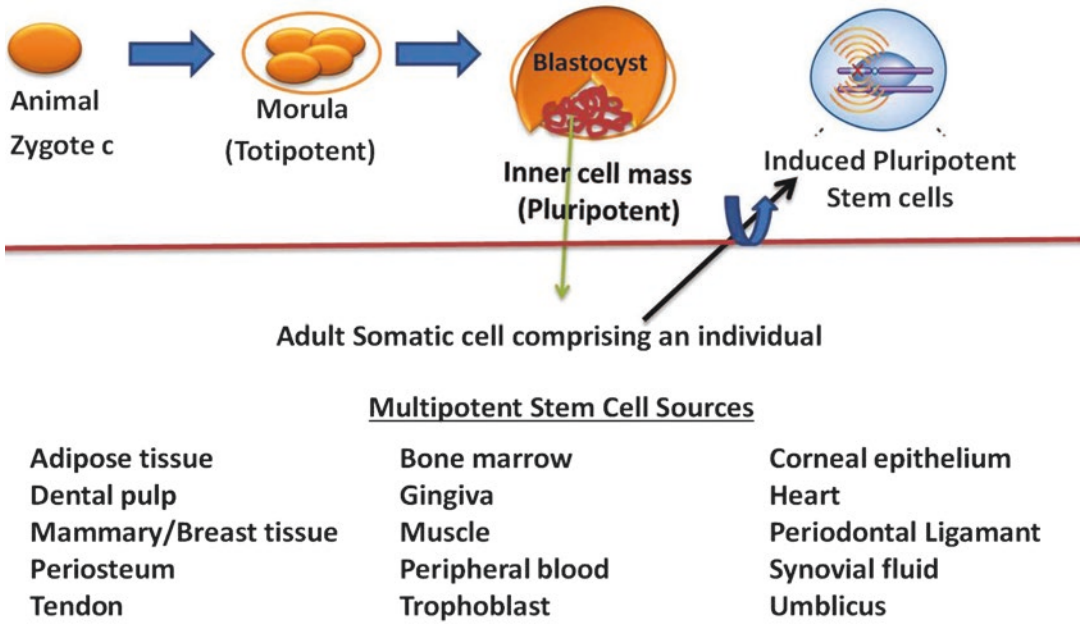 Animal
Zygote c
Morula
(Totipotent)
Blastocyst
Inner cell mass
(Pluripotent)
Induced Pluripotent
Stem cells
Adult Somatic cell comprising an individual
Multipotent Stem Cell Sources
Adipose tissue
Dental pulp
Mammary/Breast tissue
Periosteum
Tendon
Bone marrow
Gingiva
Muscle
Peripheral blood
Trophoblast
Corneal epithelium
Heart
Periodontal Ligamant
Synovial fluid
Umblicus